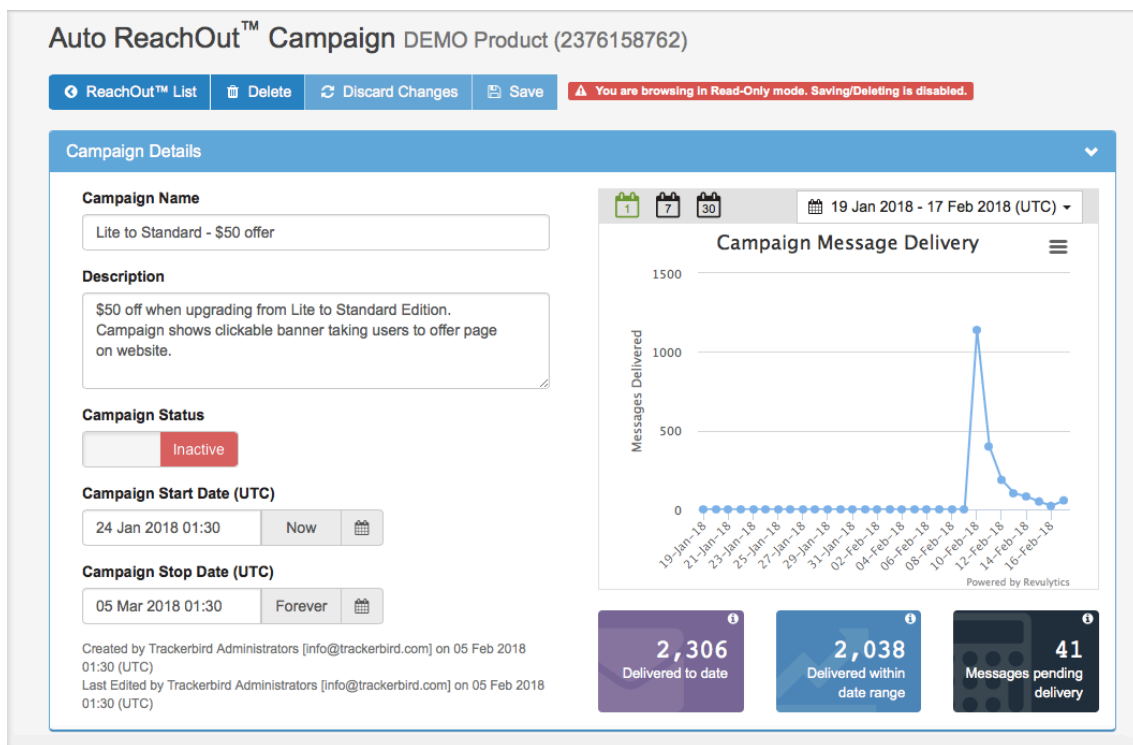 Auto ReachOut™ Campaign DEMO Product (2376158762)
ReachOut™ List Delete Discard Changes Save You are browsing in Read-Only mode. Saving/Deleting is disabled.
Campaign Details
Campaign Name
Lite to Standard - $50 offer
Description
$50 off when upgrading from Lite to Standard Edition.
Campaign shows clickable banner taking users to offer page
on website.
Campaign Status
Inactive
Campaign Start Date (UTC)
24 Jan 2018 01:30 Now
Campaign Stop Date (UTC)
05 Mar 2018 01:30 Forever
Created by Trackerbird Administrators [info@trackerbird.com] on 05 Feb 2018
01:30 (UTC)
Last Edited by Trackerbird Administrators [info@trackerbird.com] on 05 Feb 2018
01:30 (UTC)
1 7 30 19 Jan 2018 - 17 Feb 2018 (UTC)
Campaign Message Delivery
Messages Delivered
1500
1000
500
0
19-Jan-18 21-Jan-18 23-Jan-18 25-Jan-18 27-Jan-18 29-Jan-18 31-Jan-18 02-Feb-18 04-Feb-18 06-Feb-18 08-Feb-18 10-Feb-18 12-Feb-18 14-Feb-18 16-Feb-18
Powered by Revulytics
2,306
Delivered to date
2,038
Delivered within
date range
41
Messages pending
delivery